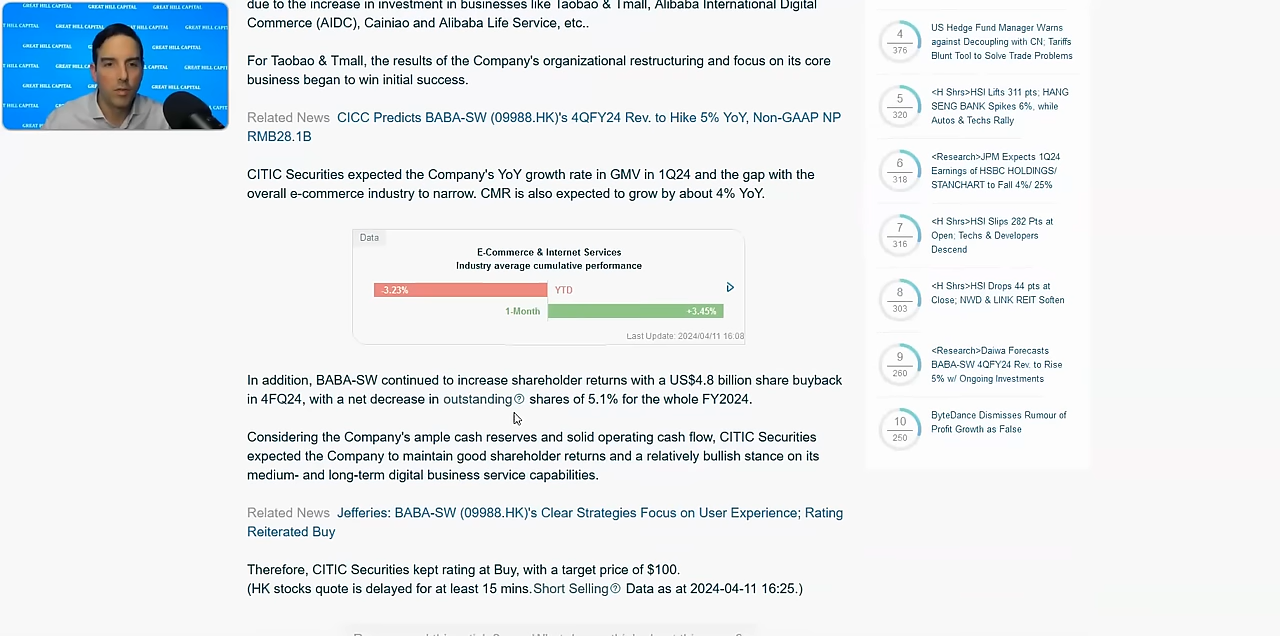 GREAT HILL CAPITAL
due to the increase in investment in businesses like Taobao & Tmall, Alibaba International Digital
Commerce (AIDC), Cainiao and Alibaba Life Service, etc..
For Taobao & Tmall, the results of the Company's organizational restructuring and focus on its core
business began to win initial success.
Related News CICC Predicts BABA-SW (09988.HK)'s 4QFY24 Rev. to Hike 5% YoY, Non-GAAP NP
RMB28.1B
CITIC Securities expected the Company's YoY growth rate in GMV in 1Q24 and the gap with the
overall e-commerce industry to narrow. CMR is also expected to grow by about 4% YoY.
Data
E-Commerce & Internet Services
Industry average cumulative performance
-3.23% YTD
1-Month +3.45%
Last Update: 2024/04/11 16:08
In addition, BABA-SW continued to increase shareholder returns with a US$4.8 billion share buyback
in 4FQ24, with a net decrease in outstanding shares of 5.1% for the whole FY2024.
Considering the Company's ample cash reserves and solid operating cash flow, CITIC Securities
expected the Company to maintain good shareholder returns and a relatively bullish stance on its
medium- and long-term digital business service capabilities.
Related News Jefferies: BABA-SW (09988.HK)'s Clear Strategies Focus on User Experience; Rating
Reiterated Buy
Therefore, CITIC Securities kept rating at Buy, with a target price of $100.
(HK stocks quote is delayed for at least 15 mins.Short Selling Data as at 2024-04-11 16:25.)
4
376
US Hedge Fund Manager Warns
against Decoupling with CN; Tariffs
Blunt Tool to Solve Trade Problems
5
320
<H Shrs>HSI Lifts 311 pts; HANG
SENG BANK Spikes 6%, while
Autos & Techs Rally
6
318
<Research>JPM Expects 1Q24
Earnings of HSBC HOLDINGS/
STANCHART to Fall 4%/ 25%
7
316
<H Shrs>HSI Slips 282 Pts at
Open; Techs & Developers
Descend
8
303
<H Shrs>HSI Drops 44 pts at
Close; NWD & LINK REIT Soften
9
260
<Research>Daiwa Forecasts
BABA-SW 4QFY24 Rev. to Rise
5% w/ Ongoing Investments
10
250
ByteDance Dismisses Rumour of
Profit Growth as False